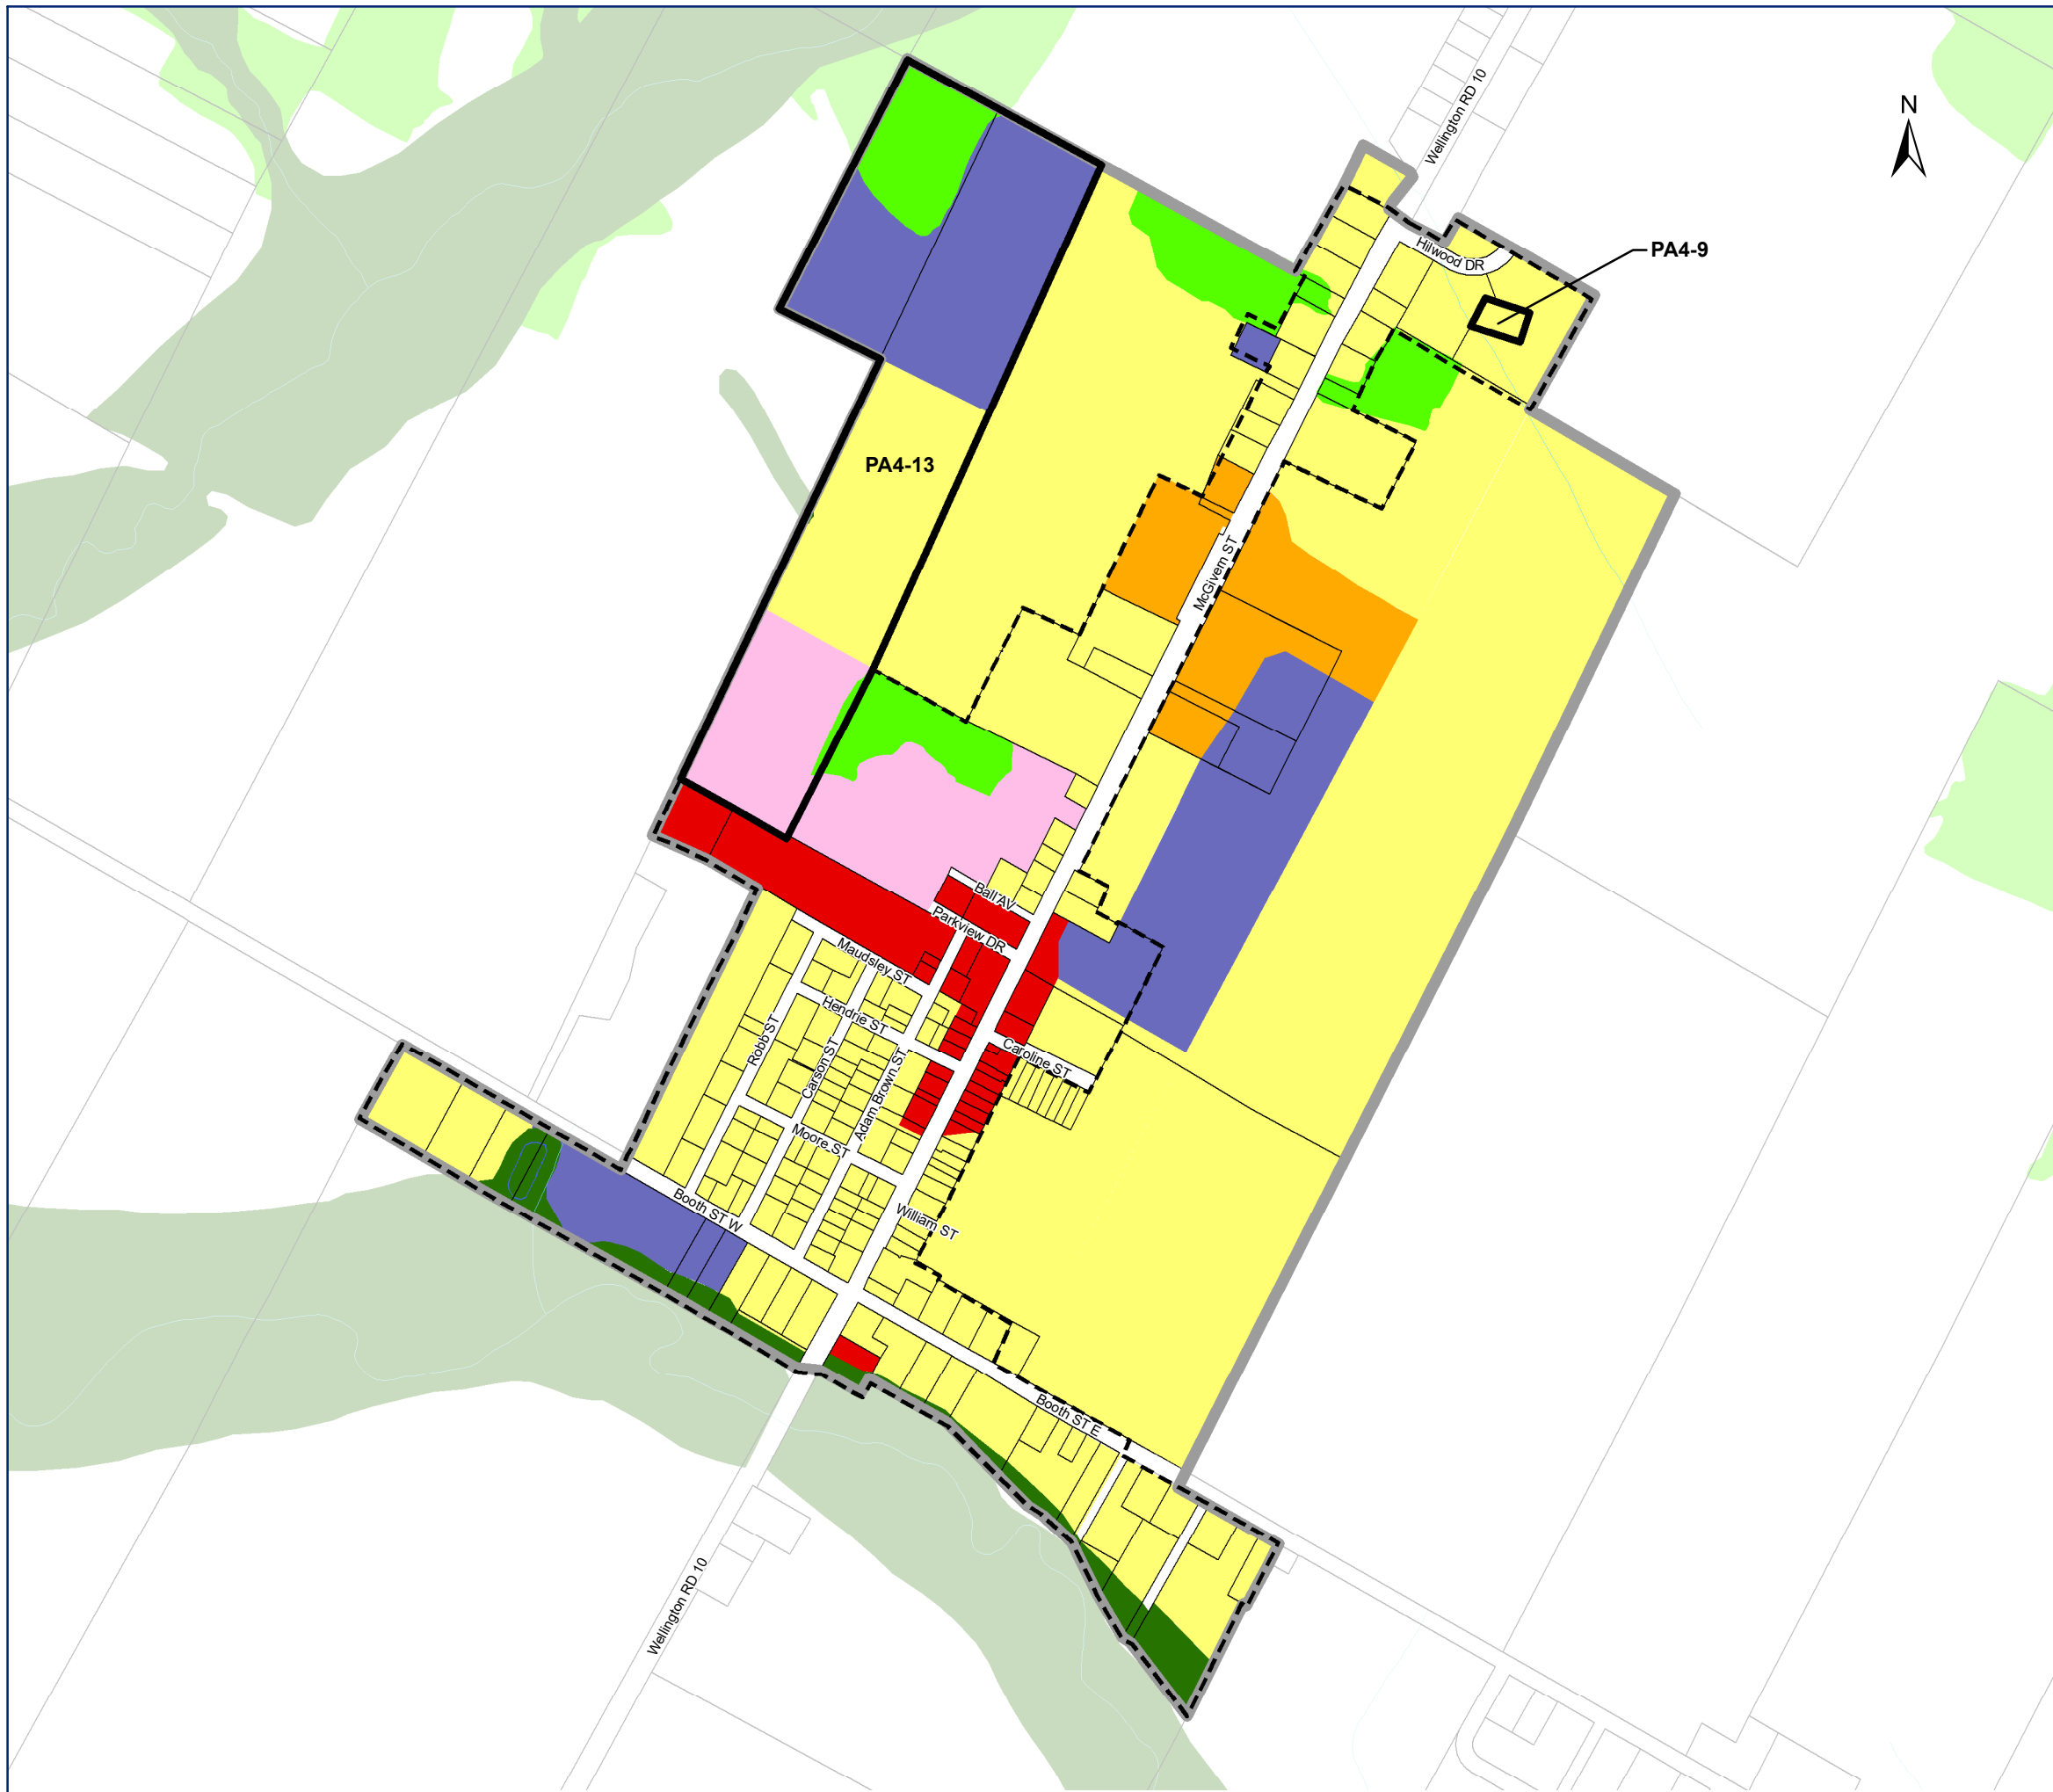 Wellington RD 10
N
Hilwood DR
PA4-9
PA4-13
McGivern ST
Ball AV
Parkview DR
Maudsley ST
Hendrie ST
Robb ST
Carson ST
Adam Brown ST
Caroline ST
Moore ST
Booth ST W
William ST
Booth ST E
Wellington RD 10